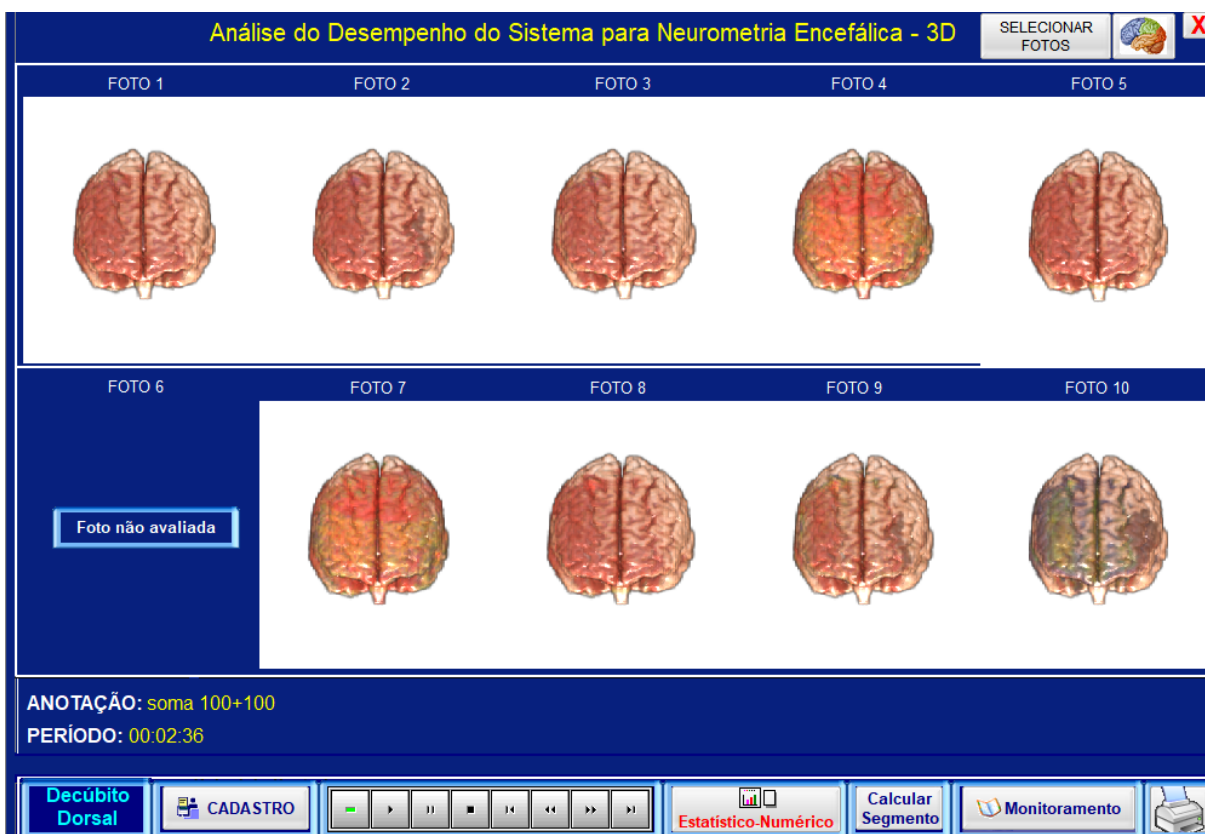 Análise do Desempenho do Sistema para Neurometria Encefálica - 3D
SELECIONAR
FOTOS
X
FOTO 1
FOTO 2
FOTO 3
FOTO 4
FOTO 5
FOTO 6
FOTO 7
FOTO 8
FOTO 9
FOTO 10
Foto não avaliada
ANOTAÇÃO: soma 100+100
PERÍODO: 00:02:36
Decúbito
Dorsal
CADASTRO
Estatístico-Numérico
Calcular
Segmento
Monitoramento